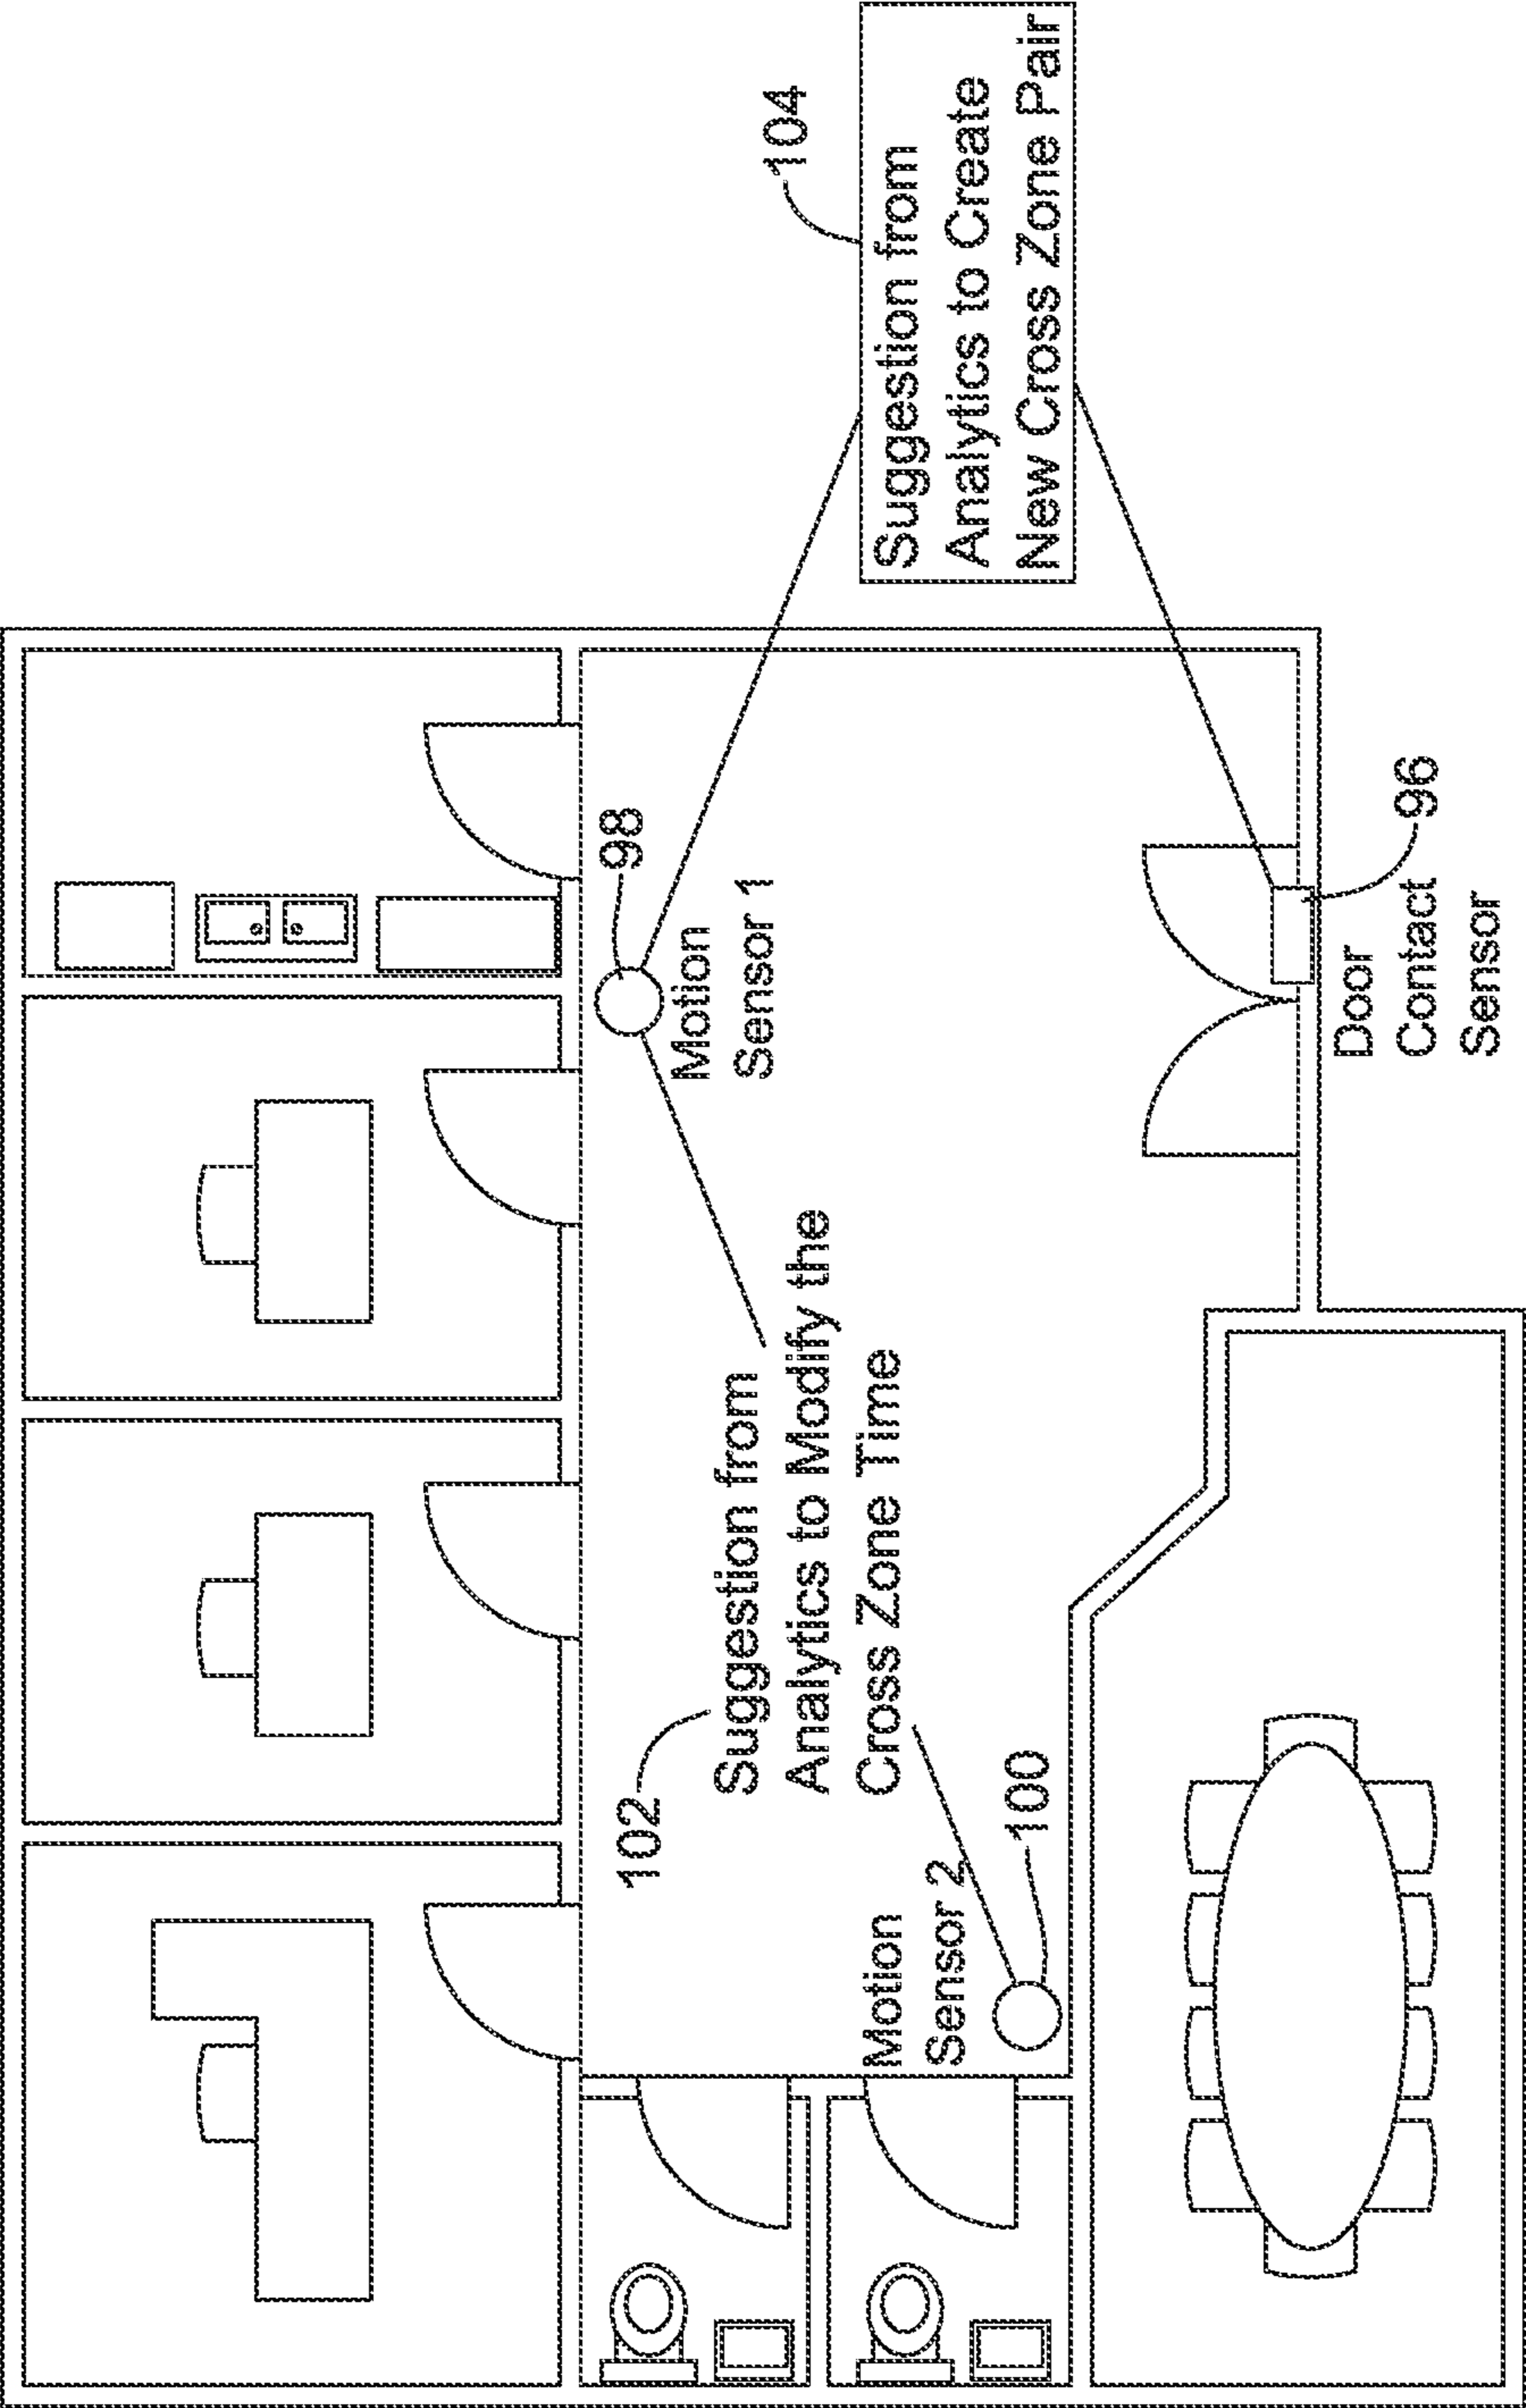 104
Suggestion from
Analytics to Create
New Cross Zone Pair
98
Motion
Sensor 1
102
Suggestion from
Analytics to Modify the
Cross Zone Time
Motion
Sensor 2
100
Door
Contact
Sensor
96